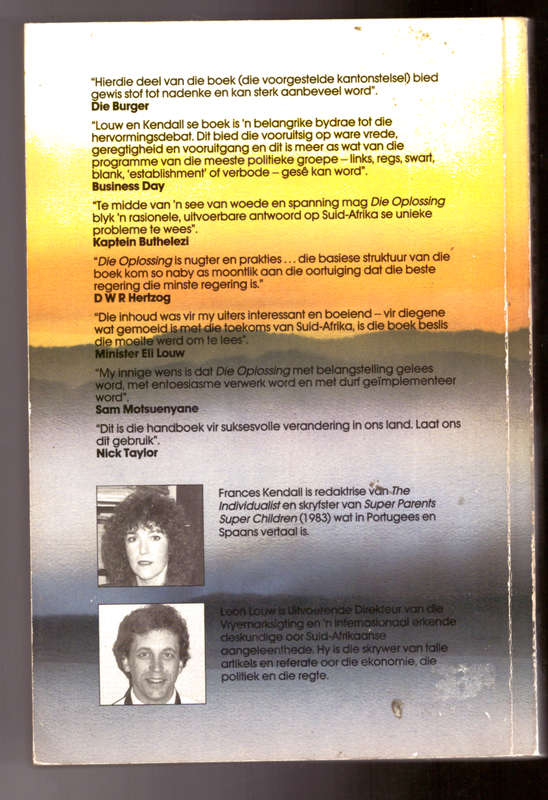 “Hierdie deel van die boek (die voorgestelde kantonstelsel) bied
gewis stof tot nadenke en kan sterk aanbeveel word”.
Die Burger
“Louw en Kendall se boek is ’n belangrike bydrae tot die
hervormingsdebat. Dit bied die vooruitsig op ware vrede,
geregtigheid en vooruitgang en dit is meer as wat van die
programme van die meeste politieke groepe – links, regs, swart,
blank, ‘establishment’ of verbode – gesê kan word”.
Business Day
“Te midde van ’n see van woede en spanning mag Die Oplossing
blyk ’n rasionele, uitvoerbare antwoord op Suid-Afrika se unieke
probleme te wees”.
Kaptein Buthelezi
“Die Oplossing is nugter en prakties . . . die basiese struktuur van die
boek kom so naby as moontlik aan die oortuiging dat die beste
regering die minste regering is.”
D W R Hertzog
“Die inhoud was vir my uiters interessant en boeiend – vir diegene
wat gemoeid is met die toekoms van Suid-Afrika, is die boek beslis
die moeite werd om te lees”.
Minister Eli Louw
“My innige wens is dat Die Oplossing met belangstelling gelees
word, met entoesiasme verwerk word en met durf geïmplementeer
word”.
Sam Motsuenyane
“Dit is die handboek vir suksesvolle verandering in ons land. Laat ons
dit gebruik”.
Nick Taylor
Frances Kendall is redaktrise van The
Individualist en skryfster van Super Parents
Super Children (1983) wat in Portugees en
Spaans vertaal is.
Leon Louw is Uitvoerende Direkteur van die
Vryemarkstigting en ’n internasionaal erkende
deskundige oor Suid-Afrikaanse
aangeleenthede. Hy is die skrywer van talle
artikels en referate oor die ekonomie, die
politiek en die regte.